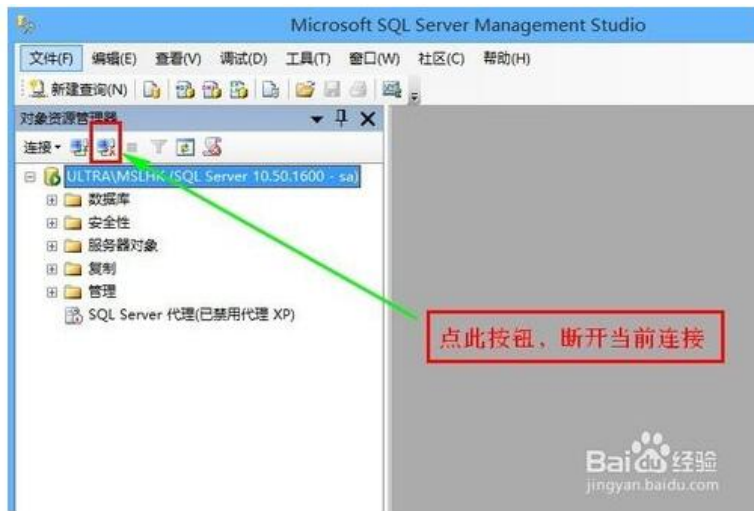 Microsoft SQL Server Management Studio
文件(F) 编辑(E) 查看(V) 调试(D) 工具(T) 窗口(W) 社区(C) 帮助(H)
新建查询(N)
对象资源管理器
连接
ULTRA\MSLHK (SQL Server 10.50.1600 - sa)
数据库
安全性
服务器对象
复制
管理
SQL Server 代理(已禁用代理 XP)
点此按钮，断开当前连接
Bai du 经验
jingyan.baidu.com